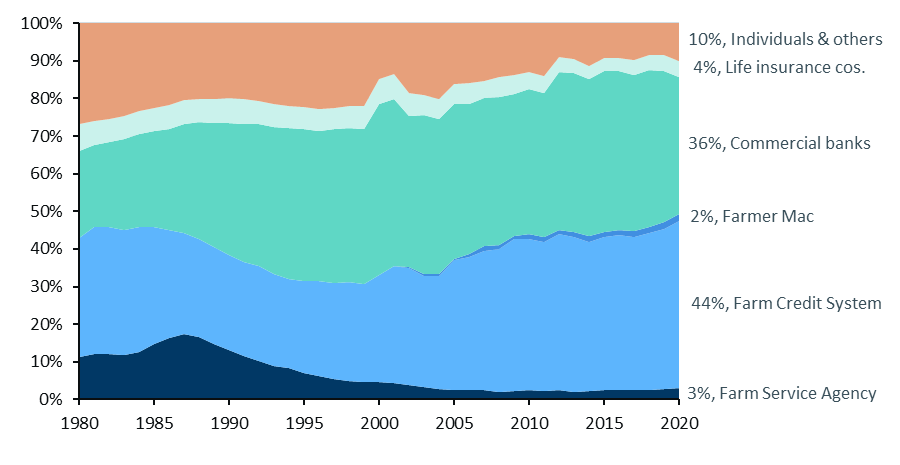 100%
90%
80%
70%
60%
50%
40%
30%
20%
10%
0%
1980 1985 1990 1995 2000 2005 2010 2015 2020
10%, Individuals & others
4%, Life insurance cos.
36%, Commercial banks
2%, Farmer Mac
44%, Farm Credit System
3%, Farm Service Agency